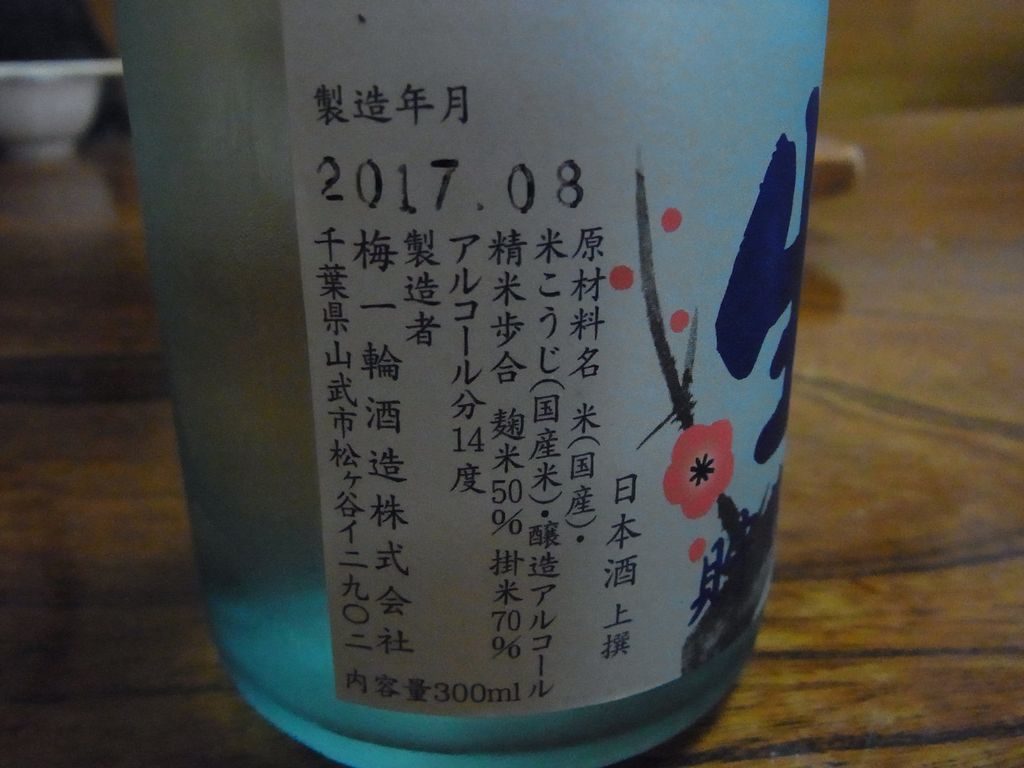 製造年月
2017.08
日本酒 上撰
原材料名 米(国産)・
米こうじ(国産米)・醸造アルコール
精米歩合 麹米50% 掛米70%
アルコール分14度
製造者
梅一輪酒造株式会社
千葉県山武市松ヶ谷イ二九〇二
内容量300ml
生
貯